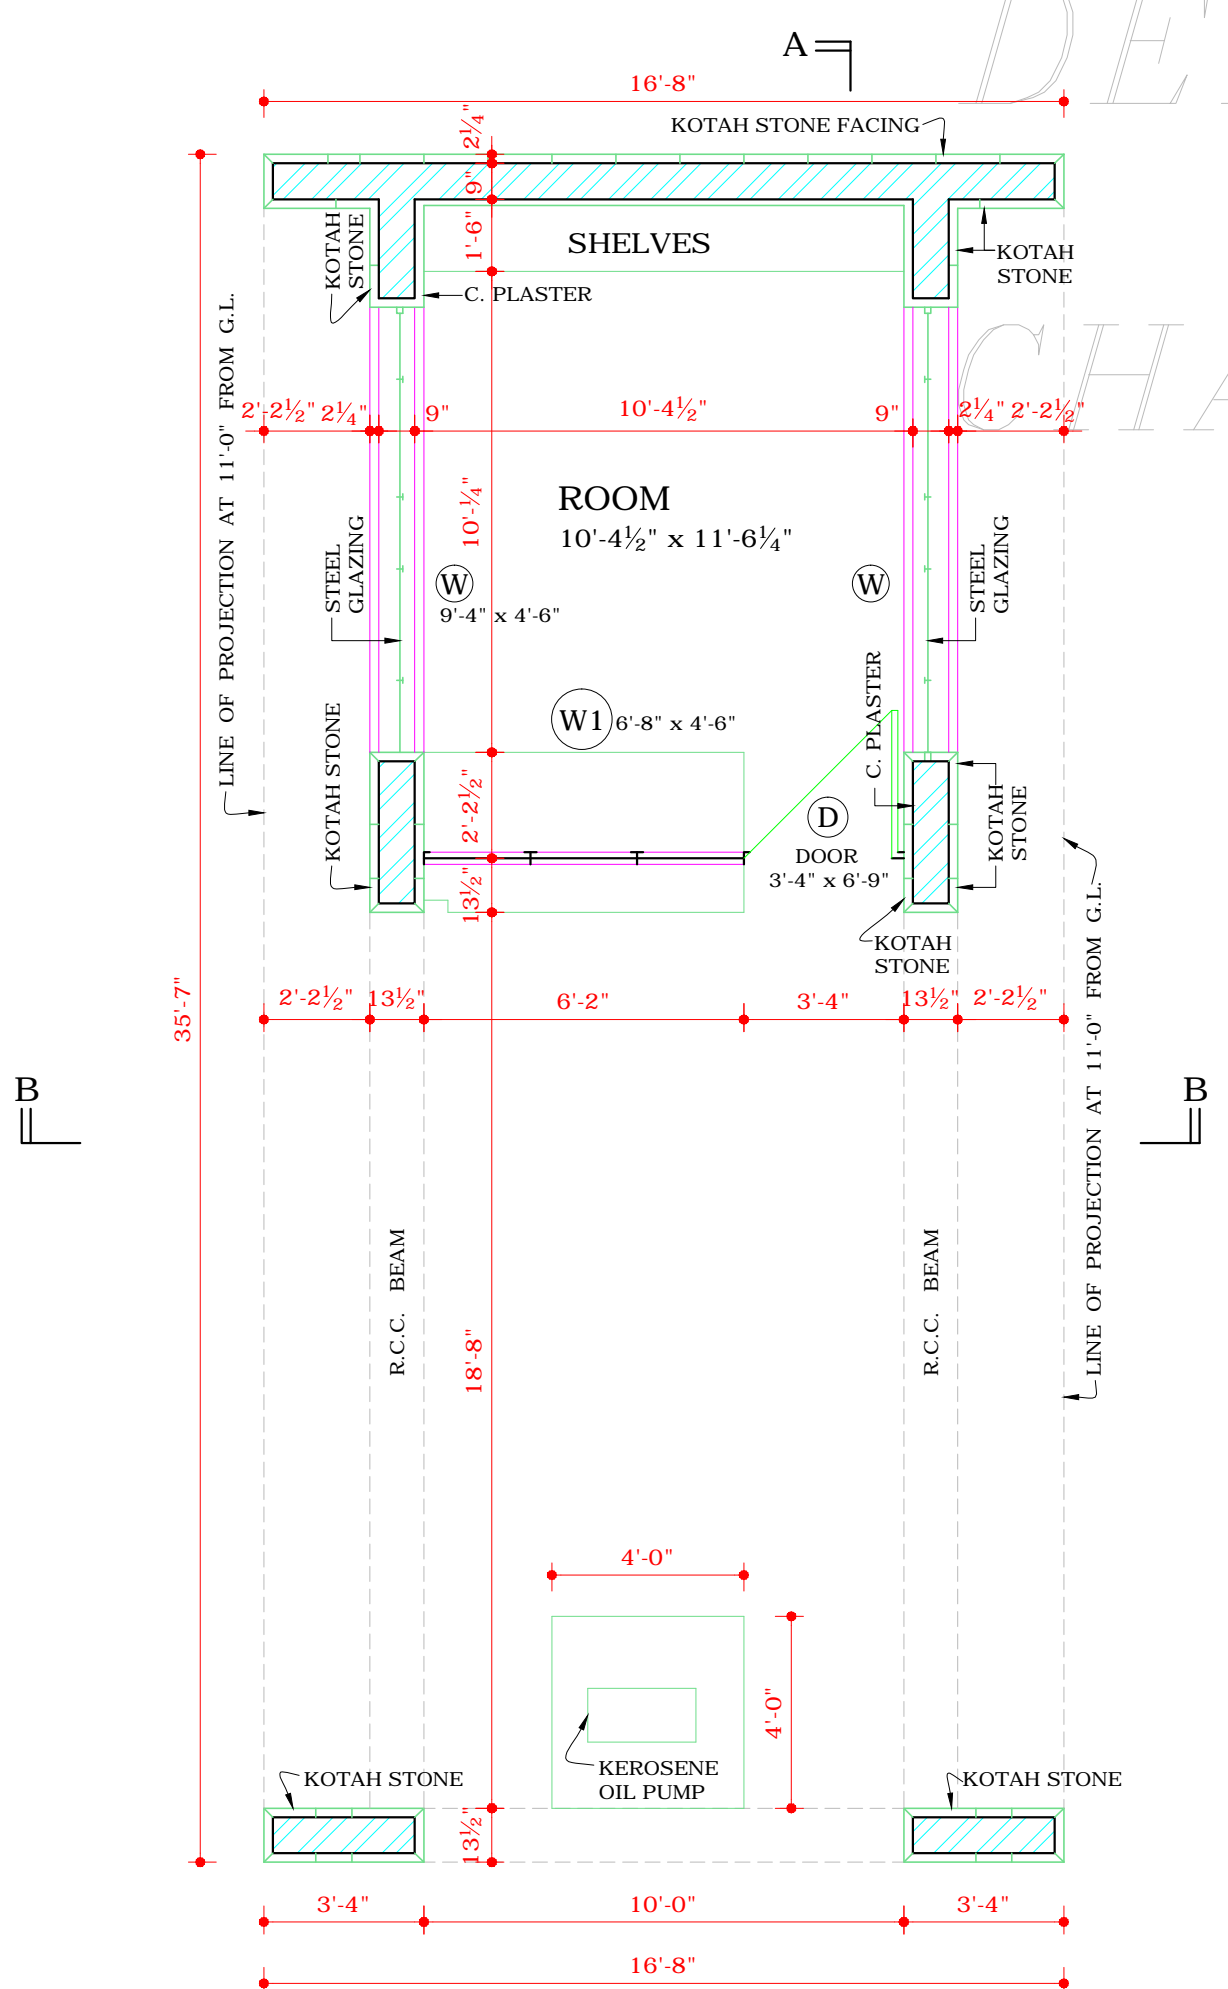 DE
A
16'-8"
2¼"
KOTAH STONE FACING
9"
1'-6"
SHELVES
KOTAH
STONE
KOTAH
STONE
C. PLASTER
LINE OF PROJECTION AT 11'-0" FROM G.L.
CHA
2'-2½"
2¼"
9"
10'-4½"
9"
2¼"
2'-2½"
10'-¼"
ROOM
10'-4½" x 11'-6¼"
STEEL
GLAZING
STEEL
GLAZING
W
9'-4" x 4'-6"
W
W1
6'-8" x 4'-6"
C. PLASTER
KOTAH STONE
2'-2½"
D
DOOR
3'-4" x 6'-9"
KOTAH
STONE
13½"
KOTAH
STONE
LINE OF PROJECTION AT 11'-0" FROM G.L.
35'-7"
2'-2½"
13½"
6'-2"
3'-4"
13½"
2'-2½"
B
B
R.C.C. BEAM
R.C.C. BEAM
18'-8"
4'-0"
4'-0"
KEROSENE
OIL PUMP
KOTAH STONE
KOTAH STONE
13½"
3'-4"
10'-0"
3'-4"
16'-8"